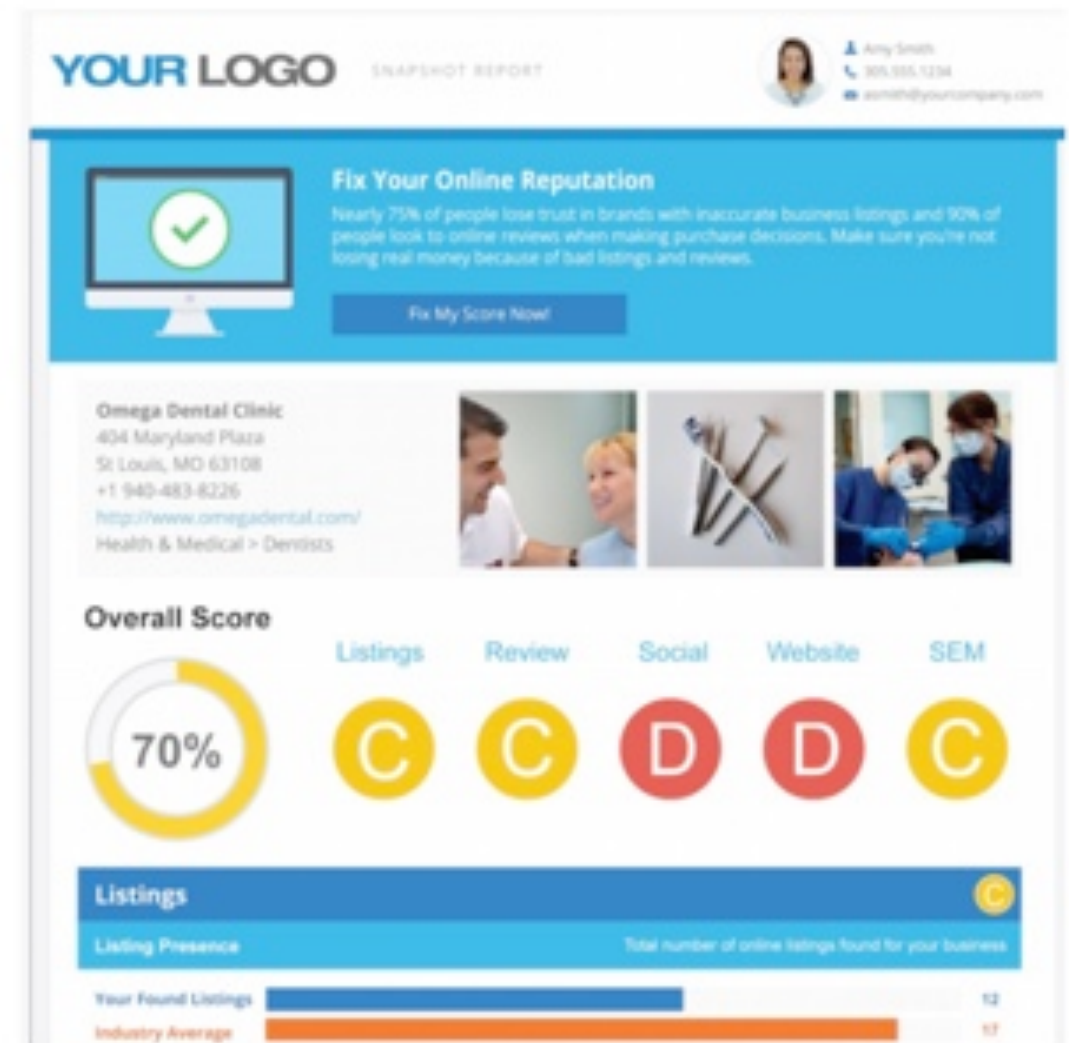 YOUR LOGO SNAPSHOT REPORT
Amy Smith
305.555.1234
asmith@yourcompany.com
Fix Your Online Reputation
Nearly 75% of people lose trust in brands with inaccurate business listings and 90% of
people look to online reviews when making purchase decisions. Make sure you're not
losing real money because of bad listings and reviews.
Fix My Score Now!
Omega Dental Clinic
404 Maryland Plaza
St Louis, MO 63108
+1 940-483-8226
http://www.omegadental.com/
Health & Medical > Dentists
Overall Score
Listings Review Social Website SEM
70% C C D D C
Listings C
Listing Presence Total number of online listings found for your business
Your Found Listings 12
Industry Average 17